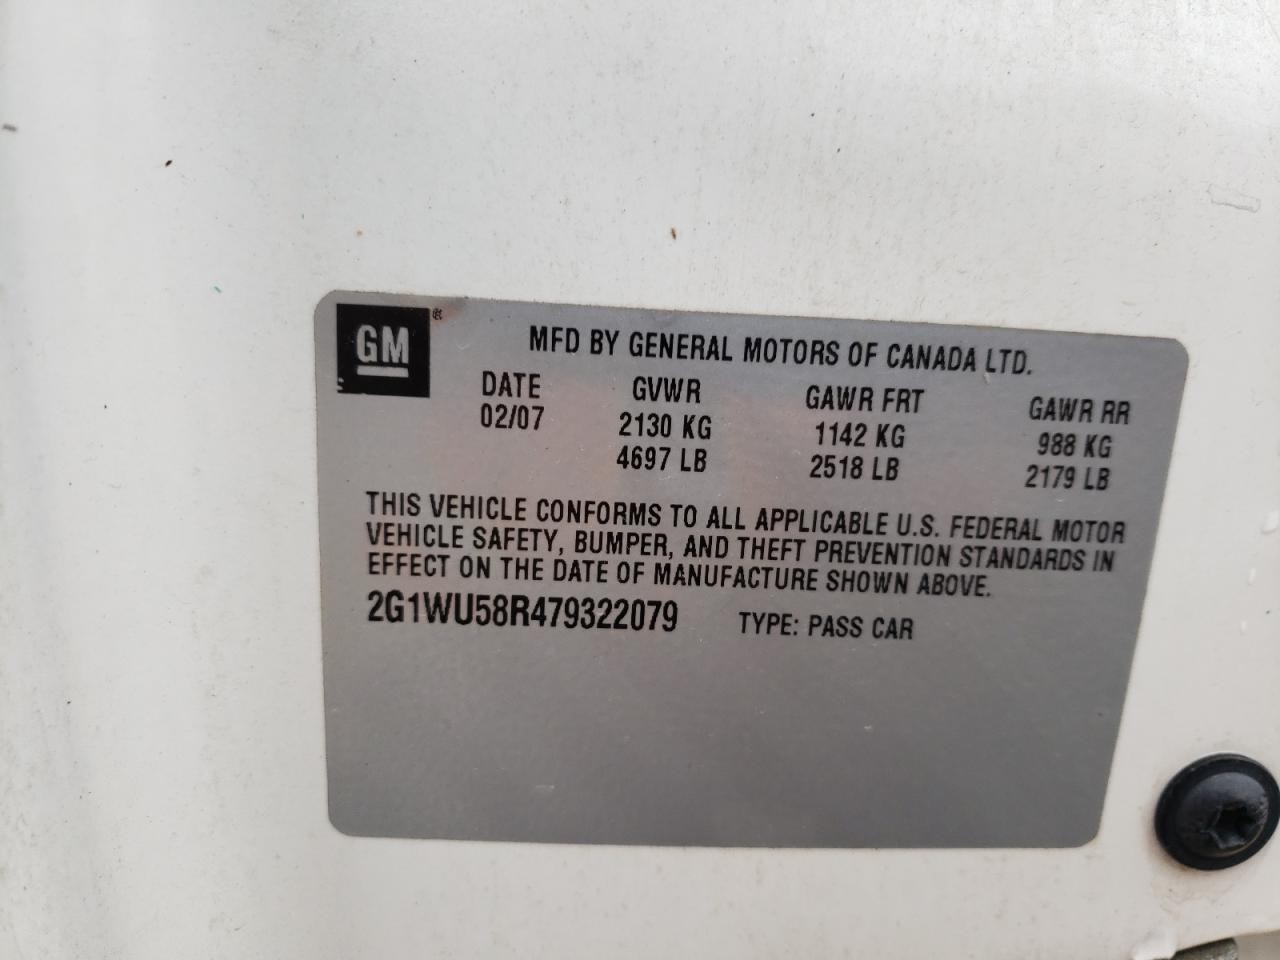 GM®
MFD BY GENERAL MOTORS OF CANADA LTD.
DATE GVWR GAWR FRT GAWR RR
02/07 2130 KG 1142 KG 988 KG
4697 LB 2518 LB 2179 LB
THIS VEHICLE CONFORMS TO ALL APPLICABLE U.S. FEDERAL MOTOR
VEHICLE SAFETY, BUMPER, AND THEFT PREVENTION STANDARDS IN
EFFECT ON THE DATE OF MANUFACTURE SHOWN ABOVE.
2G1WU58R479322079 TYPE: PASS CAR